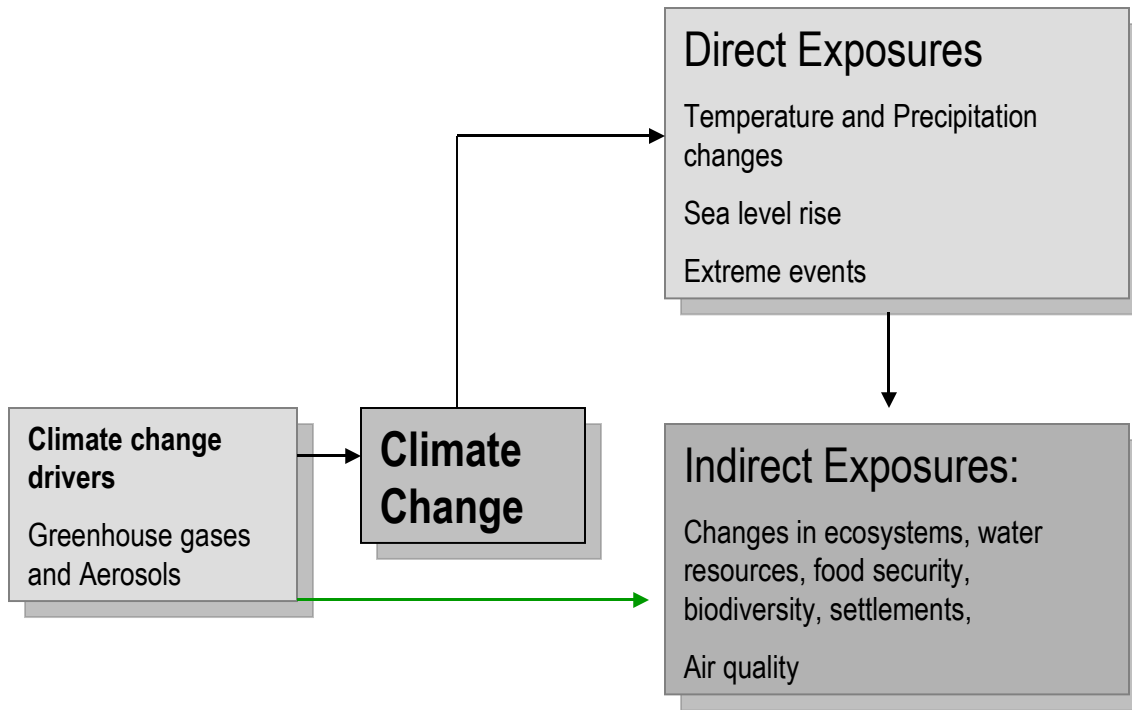 Direct Exposures
Temperature and Precipitation
changes
Sea level rise
Extreme events
Climate change
drivers
Greenhouse gases
and Aerosols
Climate
Change
Indirect Exposures:
Changes in ecosystems, water
resources, food security,
biodiversity, settlements,
Air quality